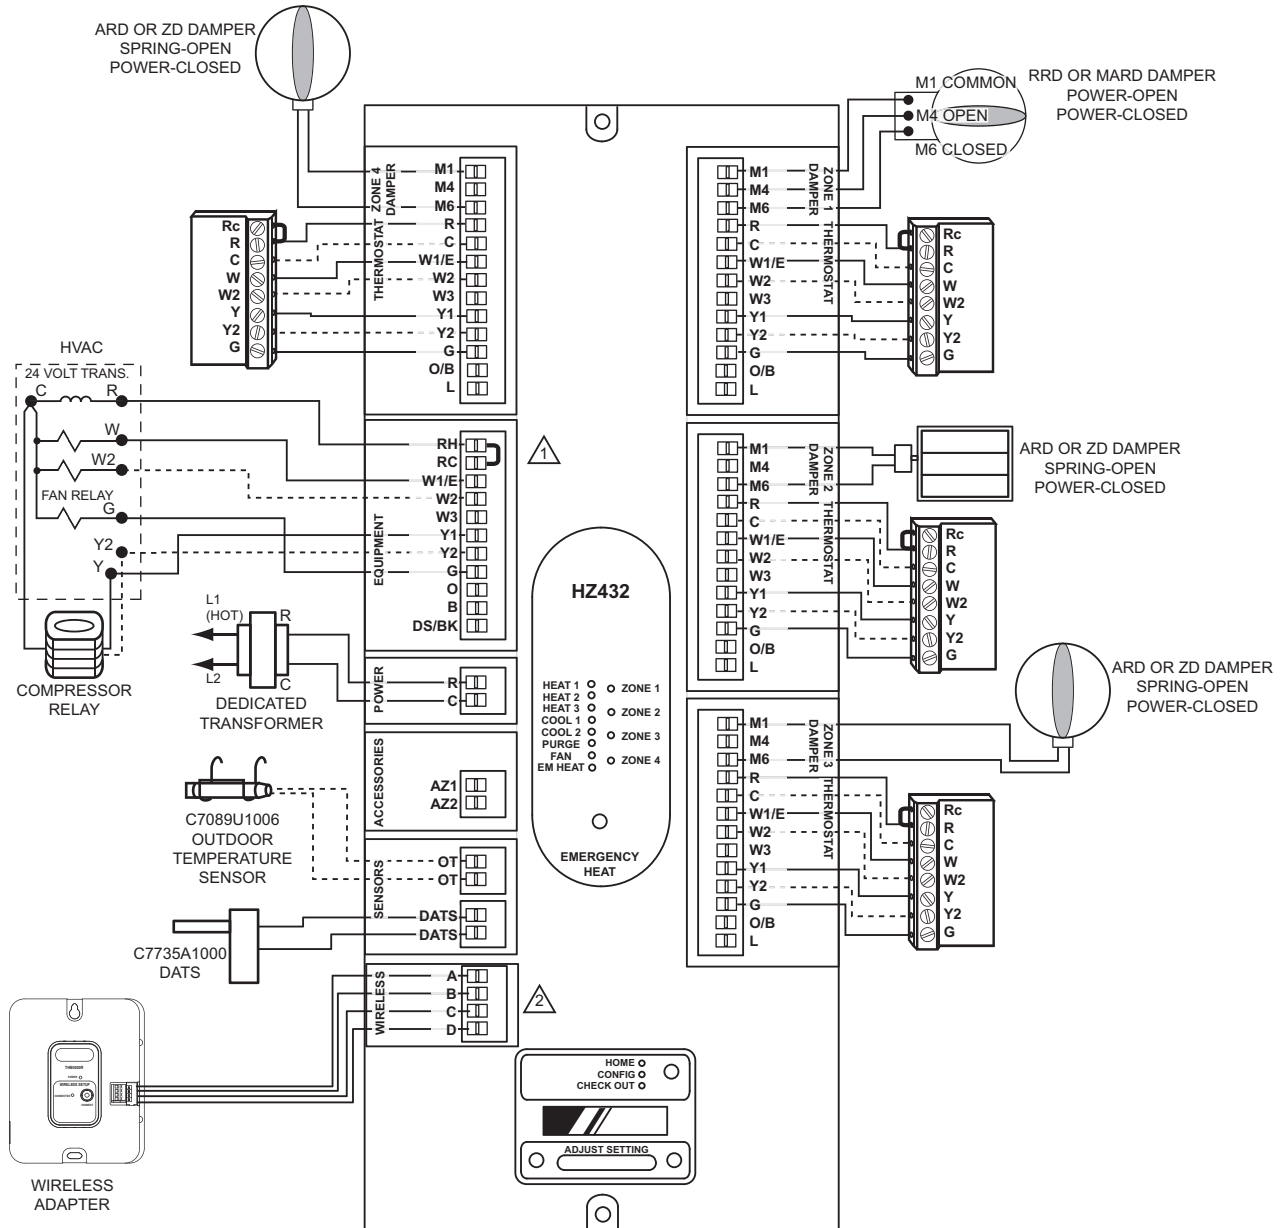 ARD OR ZD DAMPER
SPRING-OPEN
POWER-CLOSED
M1 COMMON
M4 OPEN
M6 CLOSED
RRD OR MARD DAMPER
POWER-OPEN
POWER-CLOSED
ZONE 4
DAMPER
THERMOSTAT
M1
M4
M6
R
C
W1/E
W2
W3
Y1
Y2
G
O/B
L
Rc
R
C
W
W2
Y
Y2
G
ZONE 1
DAMPER
THERMOSTAT
M1
M4
M6
R
C
W1/E
W2
W3
Y1
Y2
G
O/B
L
Rc
R
C
W
W2
Y
Y2
G
HVAC
24 VOLT TRANS.
C
R
W
W2
FAN RELAY
G
Y2
Y
COMPRESSOR
RELAY
EQUIPMENT
RH
RC
W1/E
W2
W3
Y1
Y2
G
O
B
DS/BK
1
ZONE 2
DAMPER
THERMOSTAT
M1
M4
M6
R
C
W1/E
W2
W3
Y1
Y2
G
O/B
L
ARD OR ZD DAMPER
SPRING-OPEN
POWER-CLOSED
Rc
R
C
W
W2
Y
Y2
G
L1
(HOT)
R
L2
C
DEDICATED
TRANSFORMER
POWER
R
C
HZ432
HEAT 1
HEAT 2
HEAT 3
COOL 1
COOL 2
PURGE
FAN
EM HEAT
ZONE 1
ZONE 2
ZONE 3
ZONE 4
EMERGENCY
HEAT
ACCESSORIES
AZ1
AZ2
ZONE 3
DAMPER
THERMOSTAT
M1
M4
M6
R
C
W1/E
W2
W3
Y1
Y2
G
O/B
L
ARD OR ZD DAMPER
SPRING-OPEN
POWER-CLOSED
Rc
R
C
W
W2
Y
Y2
G
C7089U1006
OUTDOOR
TEMPERATURE
SENSOR
SENSORS
OT
OT
DATS
DATS
C7735A1000
DATS
WIRELESS
A
B
C
D
2
WIRELESS SETUP
WIRELESS
ADAPTER
HOME
CONFIG
CHECK OUT
ADJUST SETTING